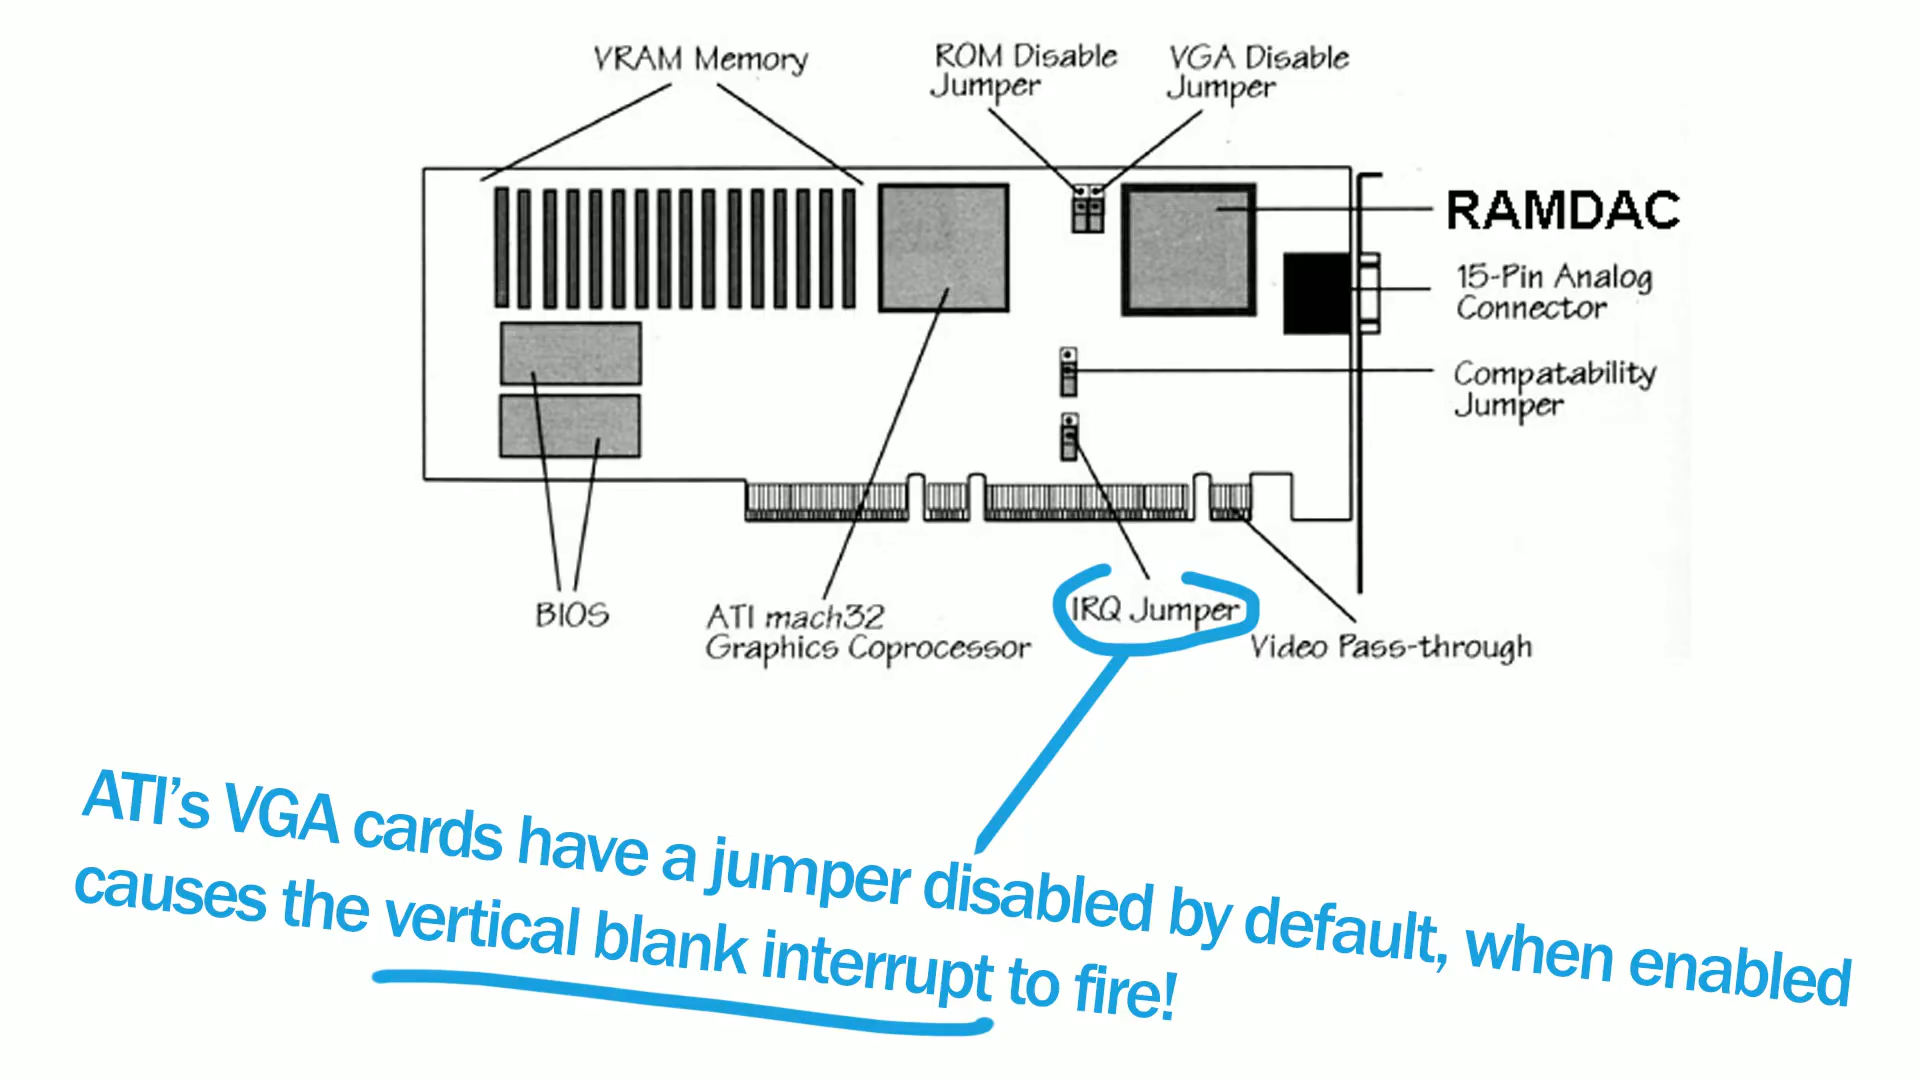 VRAM Memory
ROM Disable
Jumper
VGA Disable
Jumper
RAMDAC
15-Pin Analog
Connector
Compatability
Jumper
BIOS
ATI mach32
Graphics Coprocessor
IRQ Jumper
Video Pass-through
ATI’s VGA cards have a jumper disabled by default, when enabled
causes the vertical blank interrupt to fire!